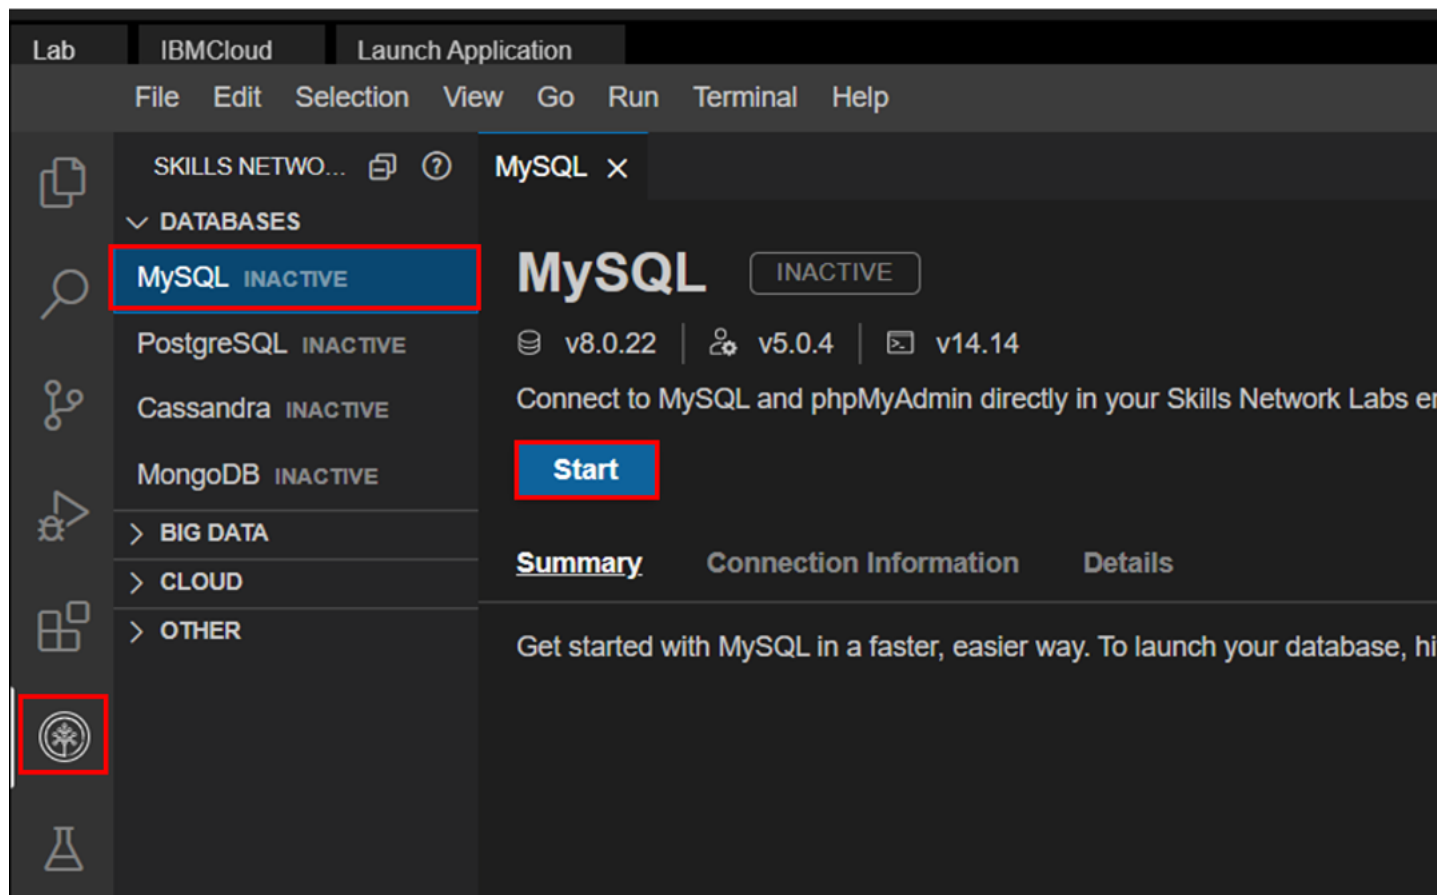 Lab IBMCloud Launch Application
File Edit Selection View Go Run Terminal Help
SKILLS NETWO... MySQL
DATABASES
MySQL INACTIVE
PostgreSQL INACTIVE
Cassandra INACTIVE
MongoDB INACTIVE
BIG DATA
CLOUD
OTHER
MySQL INACTIVE
v8.0.22 v5.0.4 v14.14
Connect to MySQL and phpMyAdmin directly in your Skills Network Labs
Start
Summary Connection Information Details
Get started with MySQL in a faster, easier way. To launch your database,